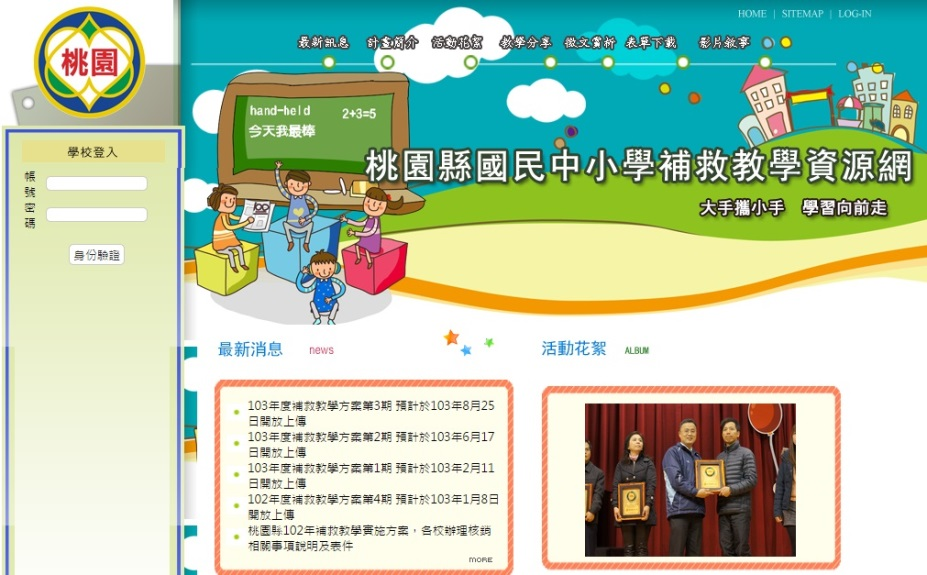 HOME | SITEMAP | LOG-IN
桃園
最新訊息 計畫簡介 活動花絮 教學分享 徵文賞析 表單下載 影片敘事
hand-held 2+3=5
今天我最棒
學校登入
帳號
密碼
身份驗證
桃園縣國民中小學補救教學資源網
大手攜小手 學習向前走
最新消息 news
活動花絮 ALBUM
103年度補救教學方案第3期 預計於103年8月25
日開放上傳
103年度補救教學方案第2期 預計於103年6月17
日開放上傳
103年度補救教學方案第1期 預計於103年2月11
日開放上傳
102年度補救教學方案第4期 預計於103年1月8日
開放上傳
桃園縣102年補救教學實施方案，各校辦理核銷
相關事項說明及表件
MORE